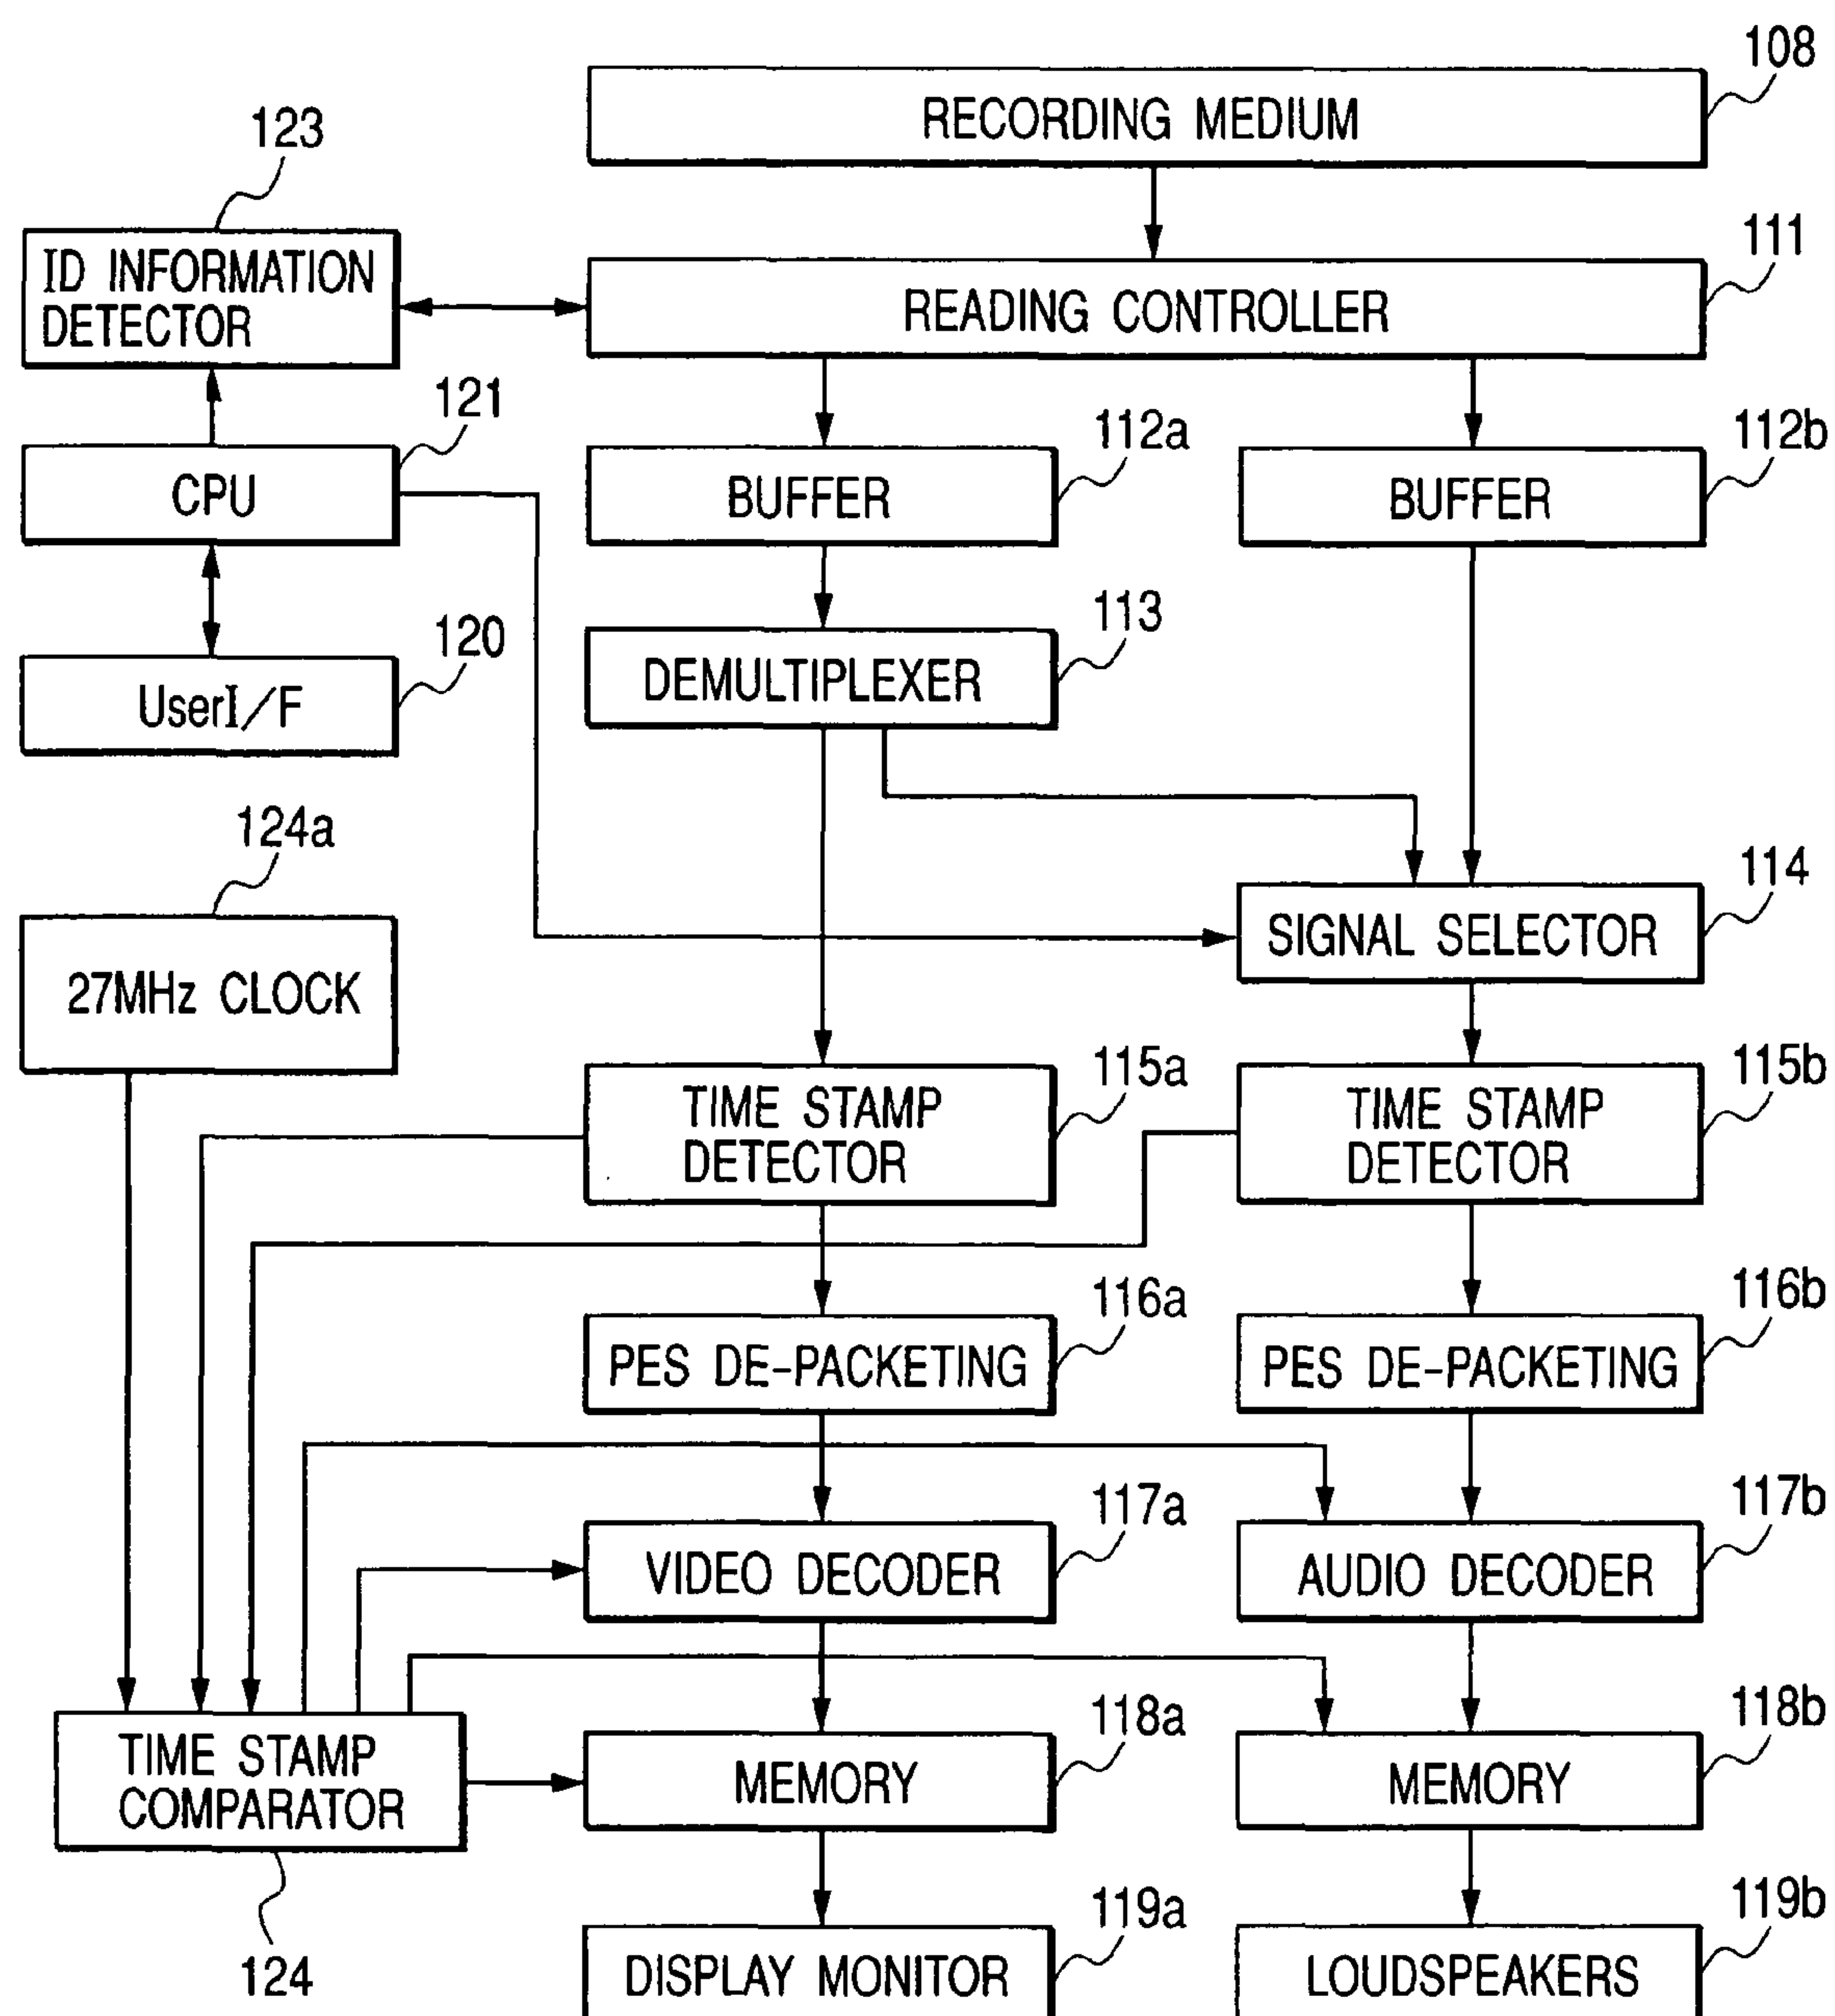 108
RECORDING MEDIUM
123
ID INFORMATION
DETECTOR
111
READING CONTROLLER
121
CPU
112a
BUFFER
112b
BUFFER
120
UserI/F
113
DEMULTIPLEXER
124a
27MHz CLOCK
114
SIGNAL SELECTOR
115a
TIME STAMP
DETECTOR
115b
TIME STAMP
DETECTOR
116a
PES DE-PACKETING
116b
PES DE-PACKETING
117a
VIDEO DECODER
117b
AUDIO DECODER
TIME STAMP
COMPARATOR
124
118a
MEMORY
118b
MEMORY
119a
DISPLAY MONITOR
119b
LOUDSPEAKERS